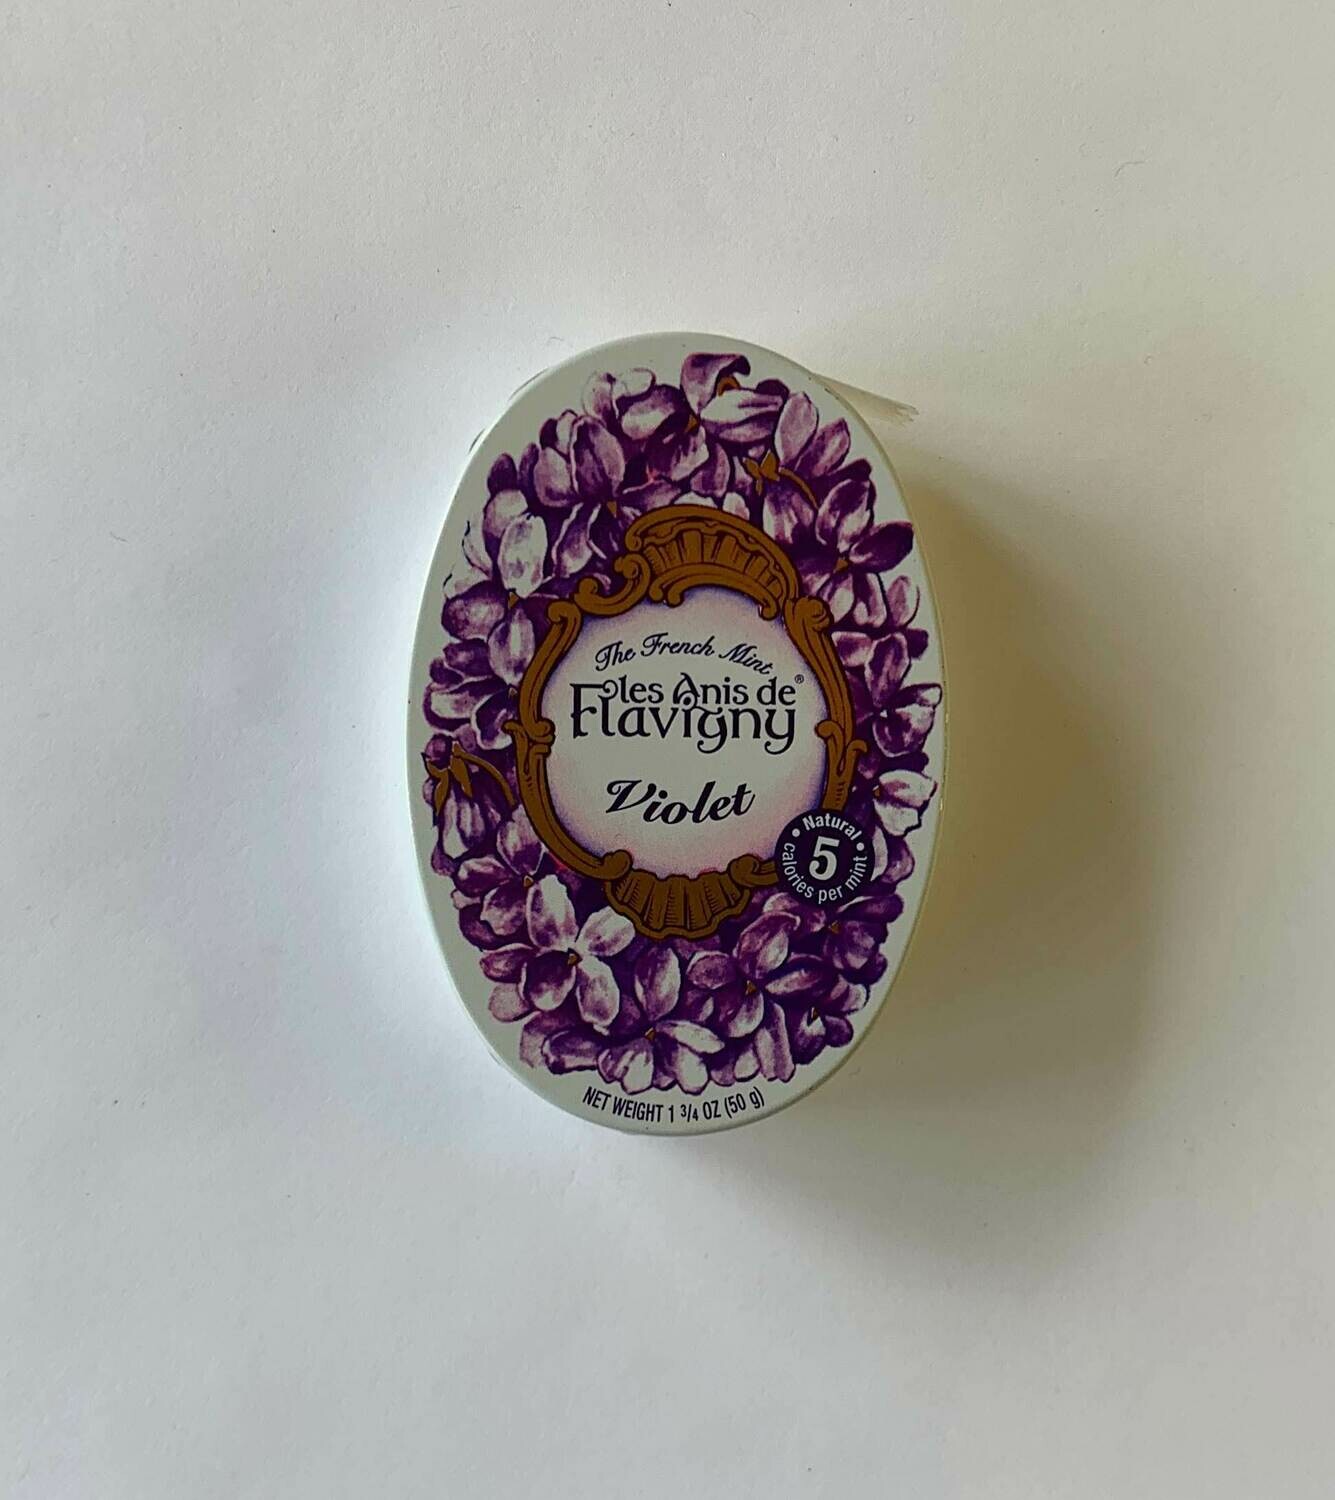 The French Mint
les Anis de®
Flavigny
Violet
• Natural •
5
calories per mint
NET WEIGHT 1 3/4 OZ (50 g)